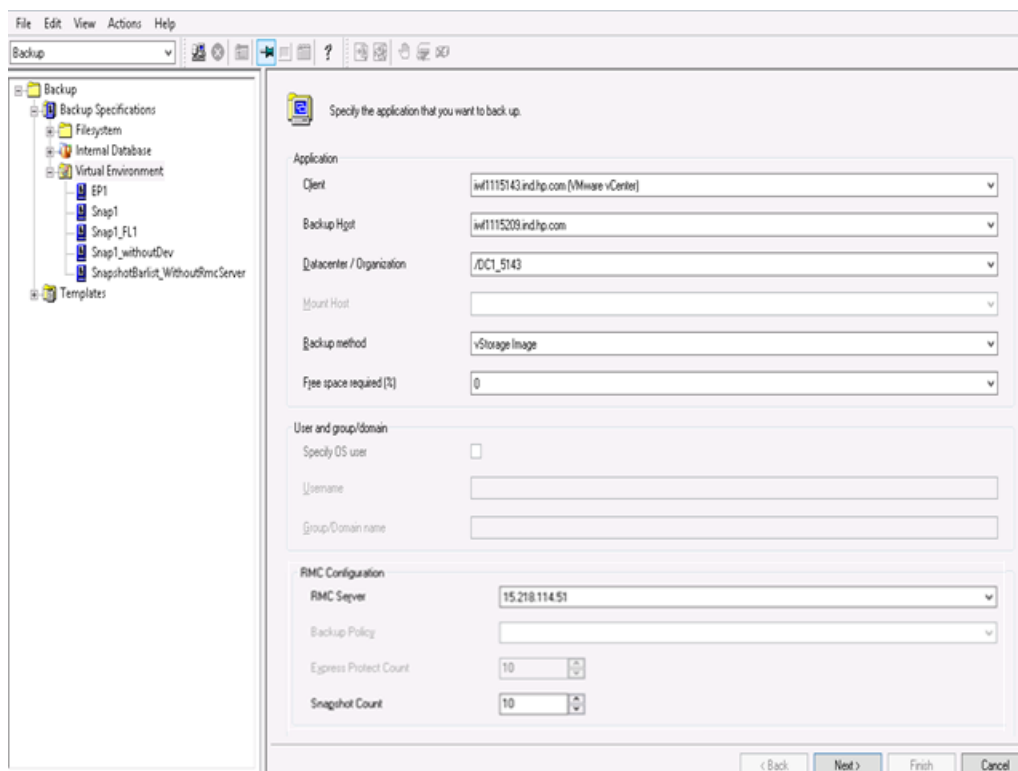 File Edit View Actions Help
Backup
Backup
Backup Specifications
Filesystem
Internal Database
Virtual Environment
EP1
Snap1
Snap1_FL1
Snap1_withoutDev
SnapshotBarlist_WithoutRmcServer
Templates
Specify the application that you want to back up.
Application
Client
iwf1115143.ind.hp.com (VMware vCenter)
Backup Host
iwf1115209.ind.hp.com
Datacenter / Organization
/DC1_5143
Mount Host
Backup method
vStorage Image
Free space required (%)
0
User and group/domain
Specify OS user
Username
Group/Domain name
RMC Configuration
RMC Server
15.218.114.51
Backup Policy
Express Protect Count
10
Snapshot Count
10
< Back Next > Finish Cancel